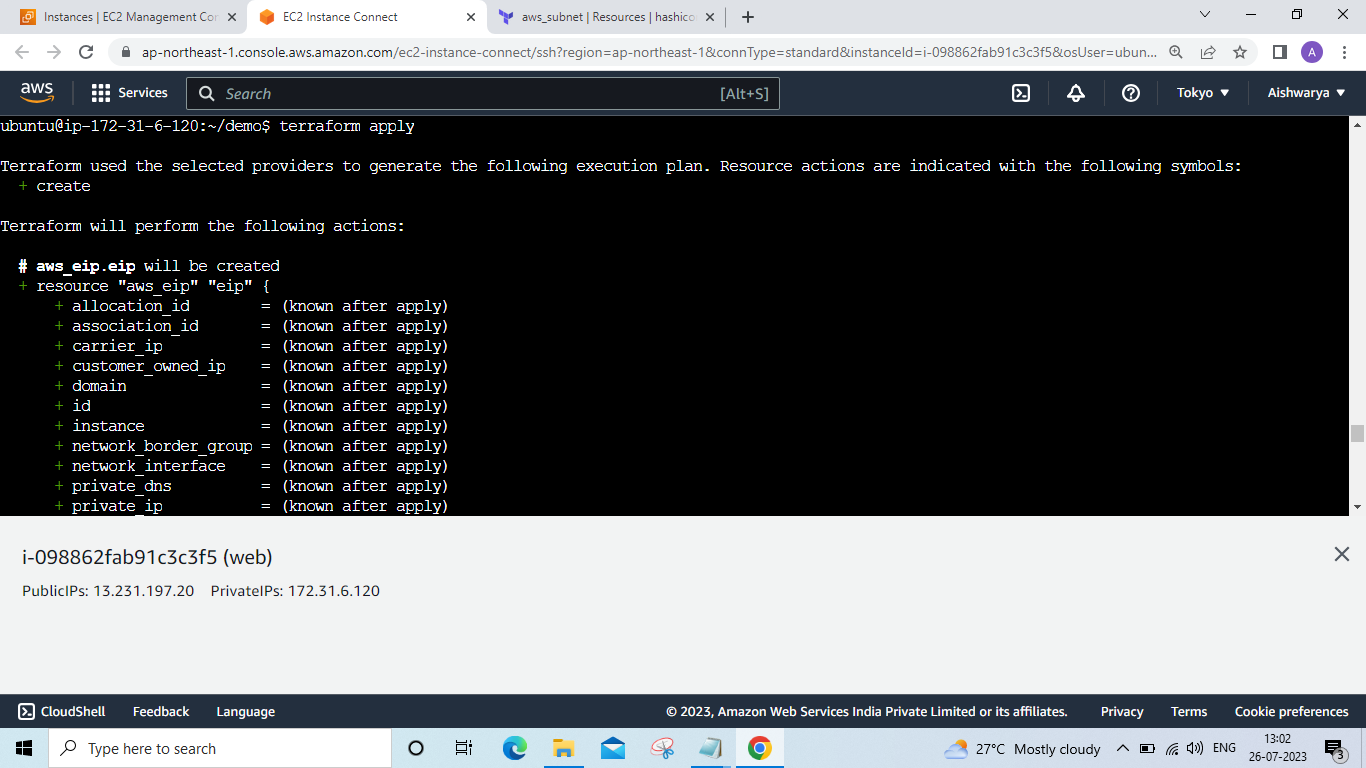 Instances | EC2 Management Con
EC2 Instance Connect
aws_subnet | Resources | hashico
ap-northeast-1.console.aws.amazon.com/ec2-instance-connect/ssh?region=ap-northeast-1&connType=standard&instanceId=i-098862fab91c3c3f5&osUser=ubun...
A
aws
Services
Search
[Alt+S]
Tokyo
Aishwarya
ubuntu@ip-172-31-6-120:~/demo$ terraform apply
Terraform used the selected providers to generate the following execution plan. Resource actions are indicated with the following symbols:
+ create
Terraform will perform the following actions:
# aws_eip.eip will be created
+ resource "aws_eip" "eip" {
+ allocation_id = (known after apply)
+ association_id = (known after apply)
+ carrier_ip = (known after apply)
+ customer_owned_ip = (known after apply)
+ domain = (known after apply)
+ id = (known after apply)
+ instance = (known after apply)
+ network_border_group = (known after apply)
+ network_interface = (known after apply)
+ private_dns = (known after apply)
+ private_ip = (known after apply)
i-098862fab91c3c3f5 (web)
PublicIPs: 13.231.197.20 PrivateIPs: 172.31.6.120
CloudShell
Feedback
Language
© 2023, Amazon Web Services India Private Limited or its affiliates.
Privacy
Terms
Cookie preferences
Type here to search
27°C Mostly cloudy
ENG
13:02
26-07-2023
3